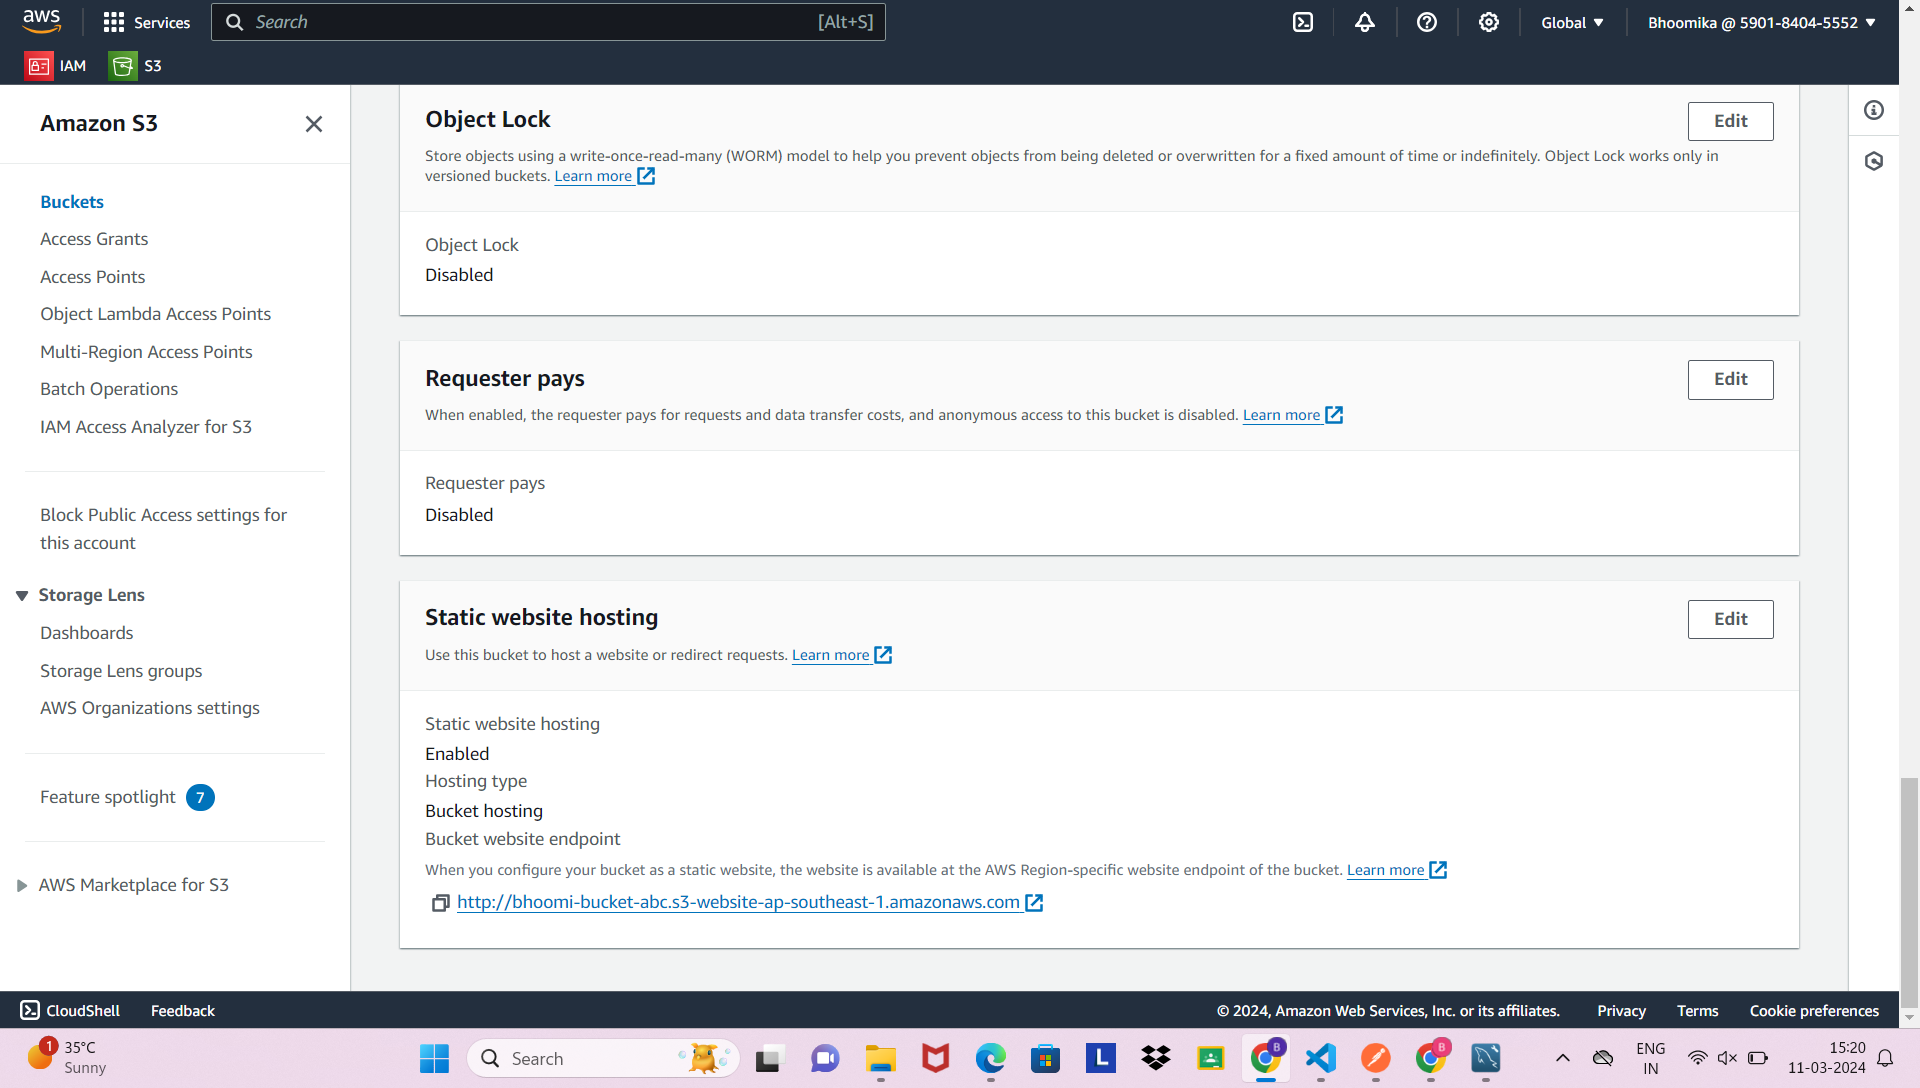 aws
Services
Search
[Alt+S]
Global
Bhoomika @ 5901-8404-5552
IAM
S3
Amazon S3
Buckets
Access Grants
Access Points
Object Lambda Access Points
Multi-Region Access Points
Batch Operations
IAM Access Analyzer for S3
Block Public Access settings for
this account
Storage Lens
Dashboards
Storage Lens groups
AWS Organizations settings
Feature spotlight 7
AWS Marketplace for S3
Object Lock
Edit
Store objects using a write-once-read-many (WORM) model to help you prevent objects from being deleted or overwritten for a fixed amount of time or indefinitely. Object Lock works only in
versioned buckets. Learn more
Object Lock
Disabled
Requester pays
Edit
When enabled, the requester pays for requests and data transfer costs, and anonymous access to this bucket is disabled. Learn more
Requester pays
Disabled
Static website hosting
Edit
Use this bucket to host a website or redirect requests. Learn more
Static website hosting
Enabled
Hosting type
Bucket hosting
Bucket website endpoint
When you configure your bucket as a static website, the website is available at the AWS Region-specific website endpoint of the bucket. Learn more
http://bhoomi-bucket-abc.s3-website-ap-southeast-1.amazonaws.com
CloudShell
Feedback
© 2024, Amazon Web Services, Inc. or its affiliates.
Privacy
Terms
Cookie preferences
1
35°C
Sunny
Search
L
B
B
ENG
IN
15:20
11-03-2024